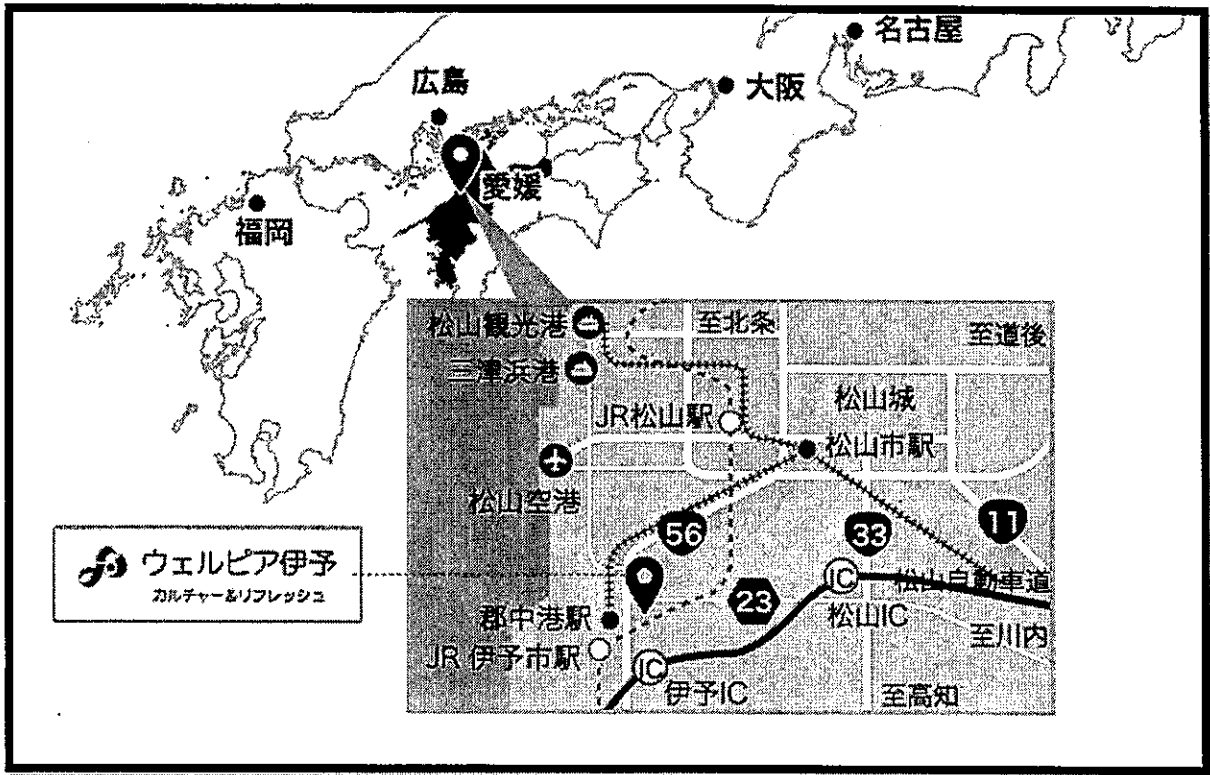 名古屋
大阪
広島
愛媛
福岡
松山観光港
至北条
至道後
三津浜港
松山城
JR松山駅
松山市駅
松山空港
56
33
11
ウェルピア伊予
カルチャー&リフレッシュ
IC
松山自動車道
23
松山IC
郡中港駅
至川内
JR 伊予市駅
IC
伊予IC
至高知